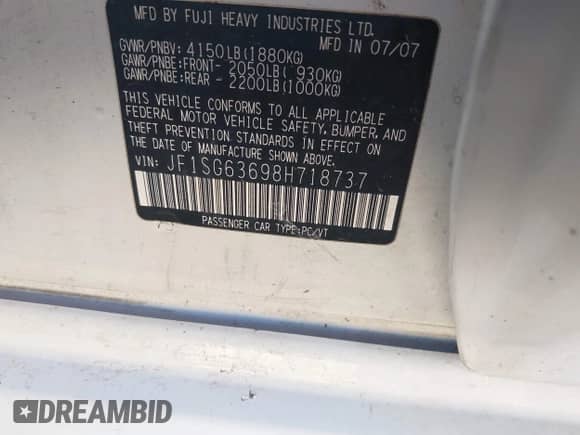 MFD BY FUJI HEAVY INDUSTRIES LTD.
MFD IN 07/07
GVWR/PNBV: 4150LB(1880KG)
GAWR/PNBE:FRONT- 2050LB( 930KG)
GAWR/PNBE:REAR - 2200LB(1000KG)
THIS VEHICLE CONFORMS TO ALL APPLICABLE
FEDERAL MOTOR VEHICLE SAFETY, BUMPER, AND
THEFT PREVENTION STANDARDS IN EFFECT ON
THE DATE OF MANUFACTURE SHOWN ABOVE.
VIN: JF1SG63698H718737
PASSENGER CAR TYPE:PC/VT
DREAMBID